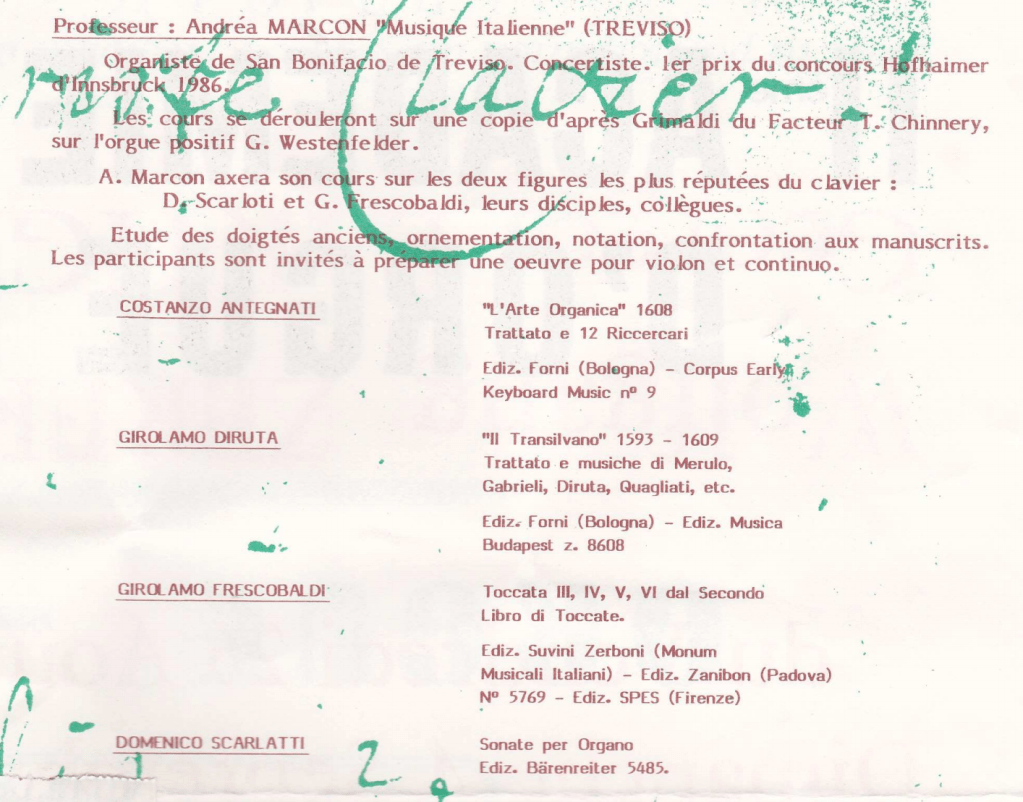 Professeur : Andréa MARCON "Musique Italienne" (TREVISO)
Organiste de San Bonifacio de Treviso. Concertiste. 1er prix du concours Hofhaimer
d'Innsbruck 1986.
Clavier.
Les cours se dérouleront sur une copie d'après Grimaldi du Facteur T. Chinnery,
sur l'orgue positif G. Westenfelder.
A. Marcon axera son cours sur les deux figures les plus réputées du clavier :
D. Scarloti et G. Frescobaldi, leurs disciples, collègues.
Etude des doigtés anciens, ornementation, notation, confrontation aux manuscrits.
Les participants sont invités à préparer une oeuvre pour violon et continuo.
COSTANZO ANTEGNATI
"L'Arte Organica" 1608
Trattato e 12 Riccercari
Ediz. Forni (Bologna) - Corpus Early
Keyboard Music nº 9
GIROLAMO DIRUTA
"Il Transilvano" 1593 - 1609
Trattato e musiche di Merulo,
Gabrieli, Diruta, Quagliati, etc.
Ediz. Forni (Bologna) - Ediz. Musica
Budapest z. 8608
GIROLAMO FRESCOBALDI
Toccata III, IV, V, VI dal Secondo
Libro di Toccate.
Ediz. Suvini Zerboni (Monum
Musicali Italiani) - Ediz. Zanibon (Padova)
Nº 5769 - Ediz. SPES (Firenze)
DOMENICO SCARLATTI
Sonate per Organo
Ediz. Bärenreiter 5485.
2.